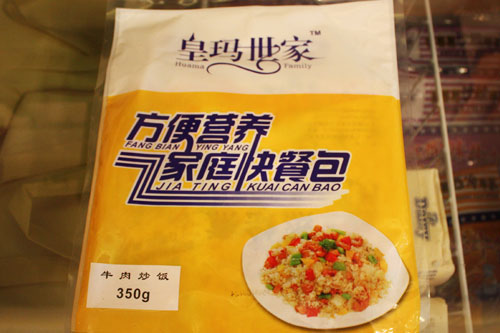 皇玛世家™
Huama Family
方便营养
FANG BIAN YING YANG
家庭快餐包
JIA TING KUAI CAN BAO
牛肉炒饭
350g